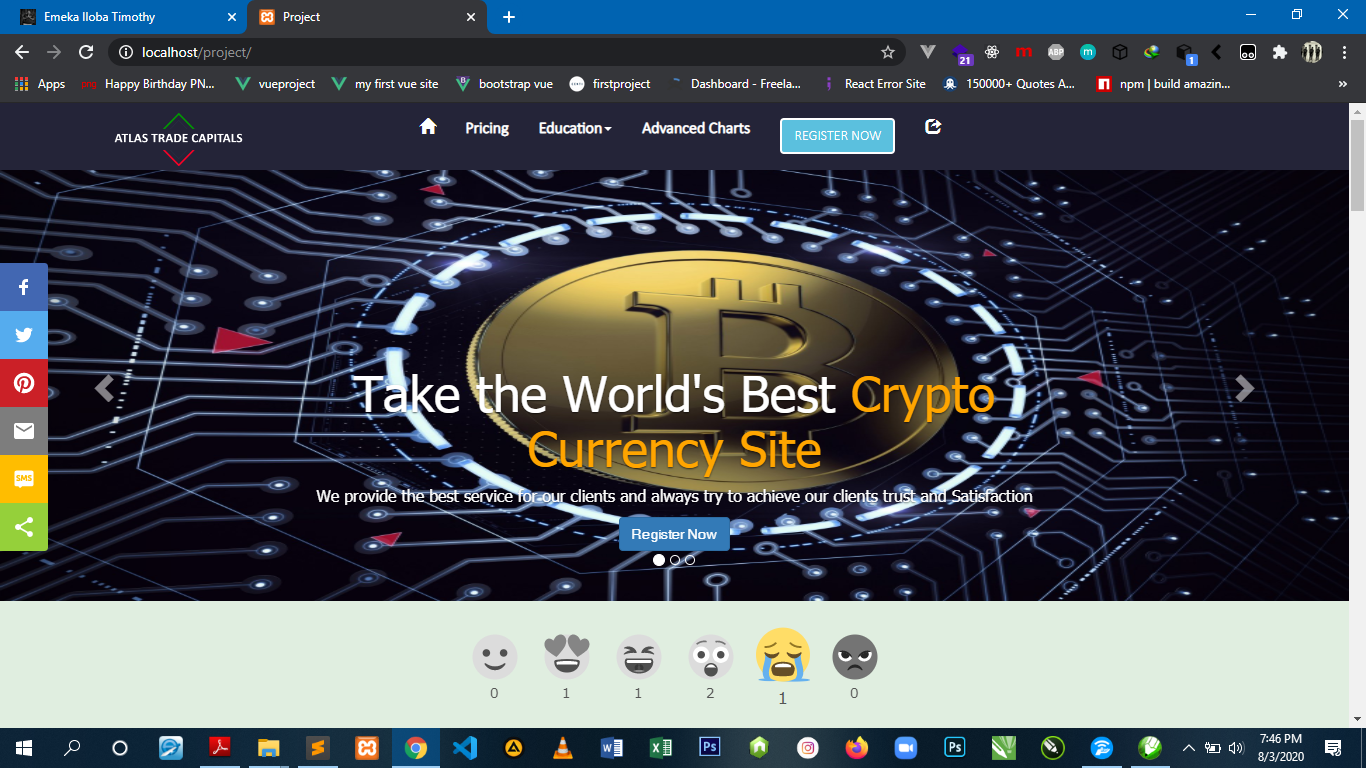 Emeka Iloba Timothy
Project
localhost/project/
ABP
21
1
Apps
Happy Birthday PN...
vueproject
my first vue site
bootstrap vue
firstproject
Dashboard - Freela...
React Error Site
150000+ Quotes A...
npm | build amazin...
ATLAS TRADE CAPITALS
Pricing
Education
Advanced Charts
REGISTER NOW
Take the World's Best Crypto
Currency Site
We provide the best service for our clients and always try to achieve our clients trust and Satisfaction
Register Now
SMS
0
1
1
2
1
0
7:46 PM
8/3/2020